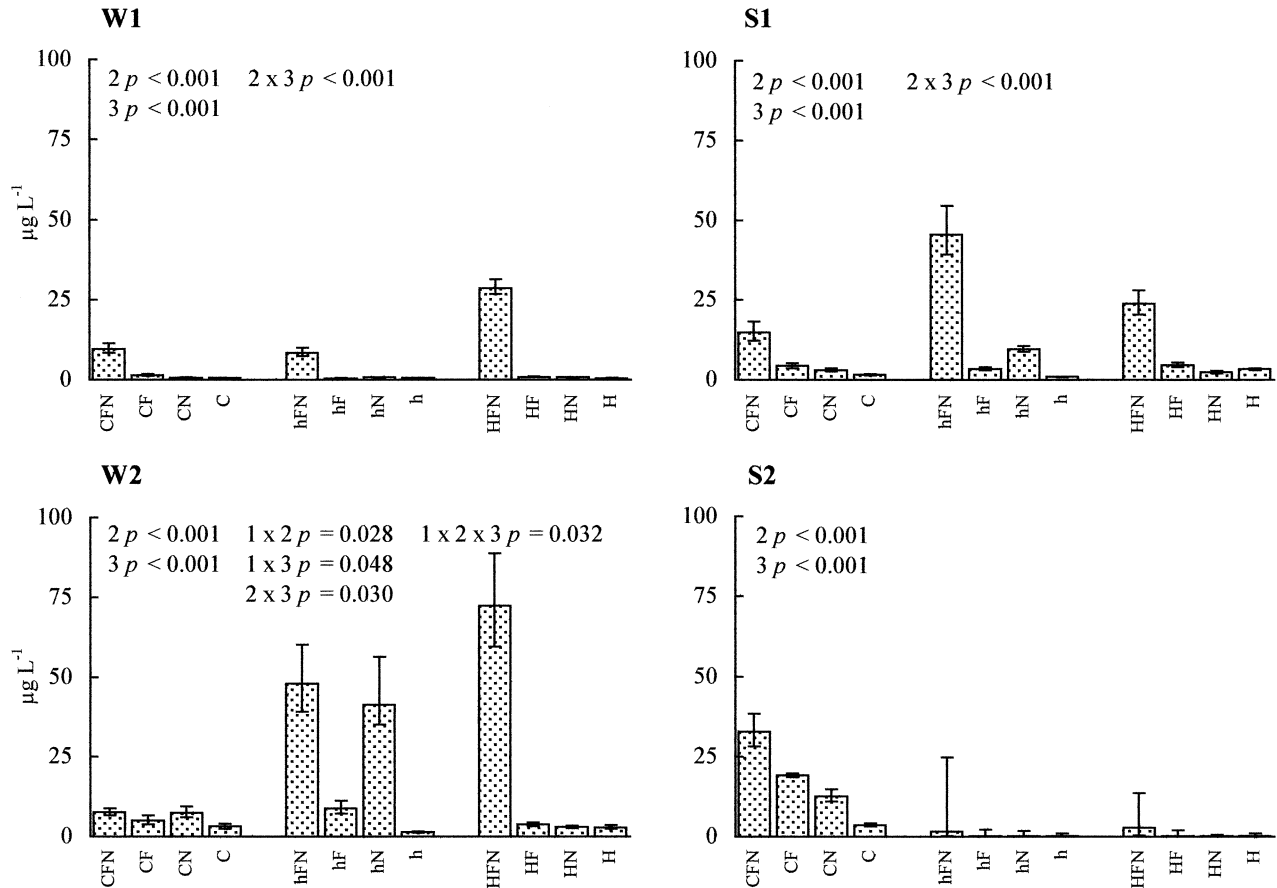 W1
100
75
50
25
0
µg L-1
2 p < 0.001 2 x 3 p < 0.001
3 p < 0.001
CFN CF CN C hFN hF hN h HFN HF HN H
S1
100
75
50
25
0
2 p < 0.001 2 x 3 p < 0.001
3 p < 0.001
CFN CF CN C hFN hF hN h HFN HF HN H
W2
100
75
50
25
0
µg L-1
2 p < 0.001 1 x 2 p = 0.028 1 x 2 x 3 p = 0.032
3 p < 0.001 1 x 3 p = 0.048
2 x 3 p = 0.030
CFN CF CN C hFN hF hN h HFN HF HN H
S2
100
75
50
25
0
2 p < 0.001
3 p < 0.001
CFN CF CN C hFN hF hN h HFN HF HN H